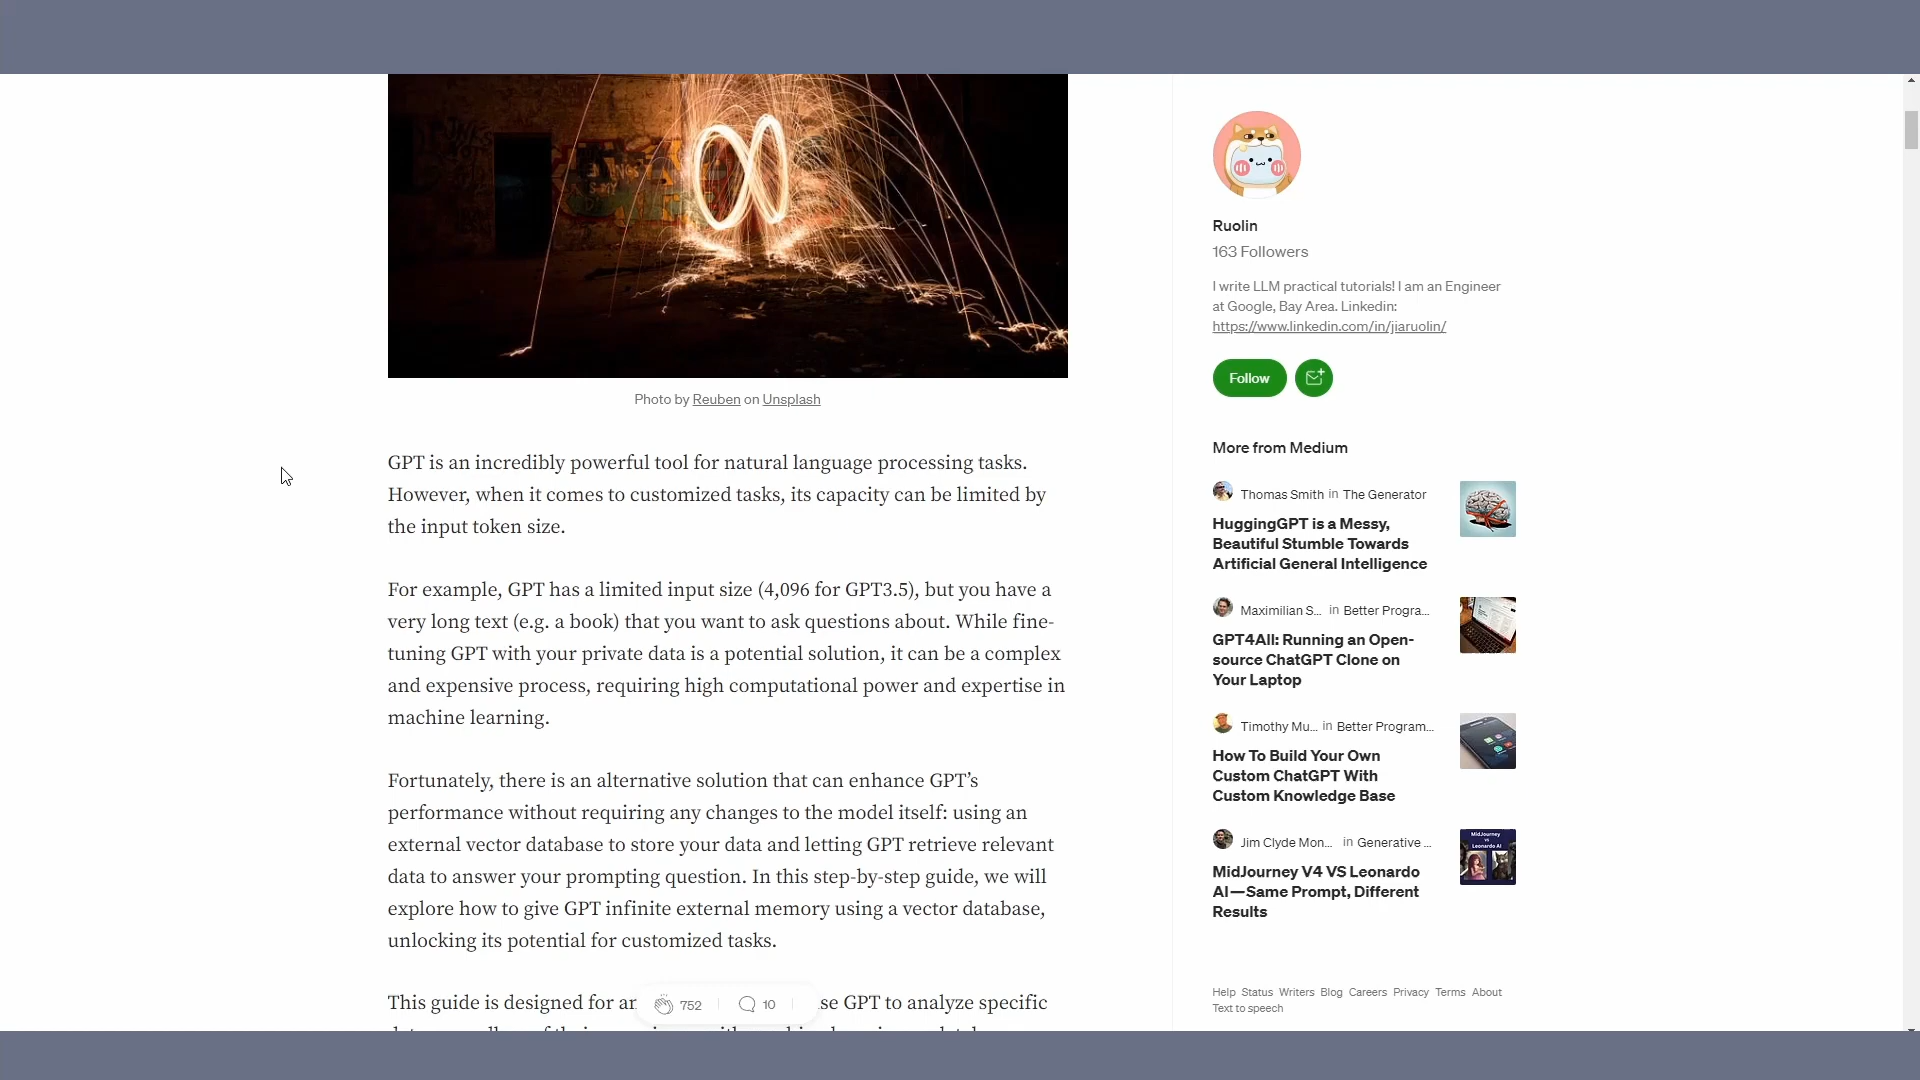 Photo by Reuben on Unsplash
GPT is an incredibly powerful tool for natural language processing tasks.
However, when it comes to customized tasks, its capacity can be limited by
the input token size.
For example, GPT has a limited input size (4,096 for GPT3.5), but you have a
very long text (e.g. a book) that you want to ask questions about. While fine-
tuning GPT with your private data is a potential solution, it can be a complex
and expensive process, requiring high computational power and expertise in
machine learning.
Fortunately, there is an alternative solution that can enhance GPT’s
performance without requiring any changes to the model itself: using an
external vector database to store your data and letting GPT retrieve relevant
data to answer your prompting question. In this step-by-step guide, we will
explore how to give GPT infinite external memory using a vector database,
unlocking its potential for customized tasks.
This guide is designed for GPT to analyze specific
752
10
Ruolin
163 Followers
I write LLM practical tutorials! I am an Engineer
at Google, Bay Area. Linkedin:
https://www.linkedin.com/in/jiaruolin/
Follow
More from Medium
Thomas Smith in The Generator
HuggingGPT is a Messy,
Beautiful Stumble Towards
Artificial General Intelligence
Maximilian S... in Better Progra...
GPT4All: Running an Open-
source ChatGPT Clone on
Your Laptop
Timothy Mu... in Better Program...
How To Build Your Own
Custom ChatGPT With
Custom Knowledge Base
Jim Clyde Mon... in Generative ...
MidJourney V4 VS Leonardo
AI—Same Prompt, Different
Results
MidJourney
vs
Leonardo AI
Help Status Writers Blog Careers Privacy Terms About
Text to speech